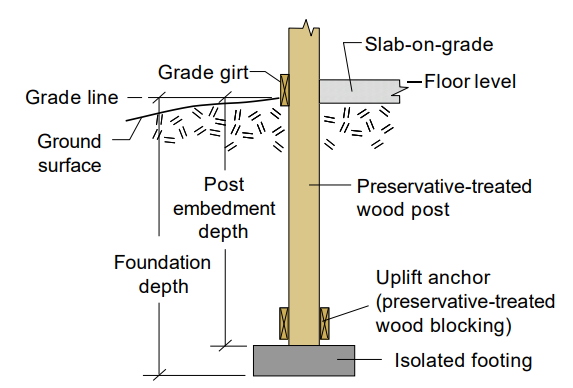 Slab-on-grade
Grade girt
Floor level
Grade line
Ground
surface
Post
embedment
depth
Preservative-treated
wood post
Foundation
depth
Uplift anchor
(preservative-treated
wood blocking)
Isolated footing